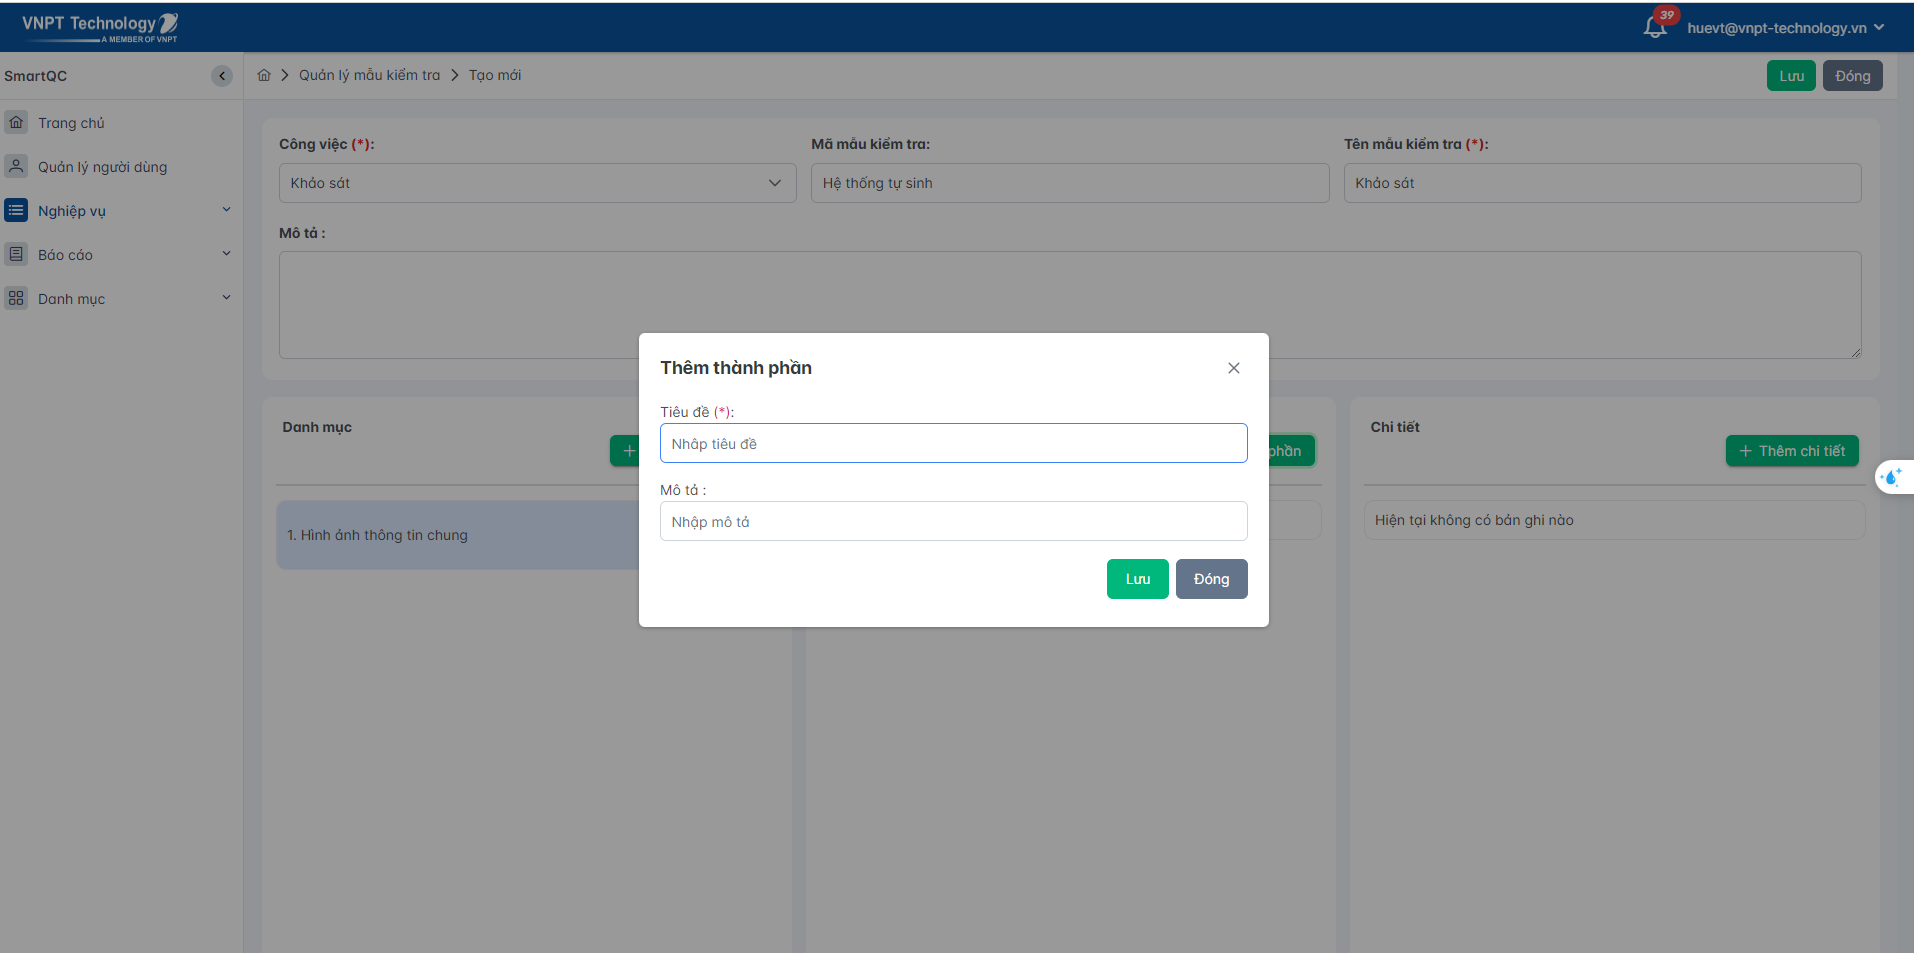 VNPT Technology
A MEMBER OF VNPT
39
huevt@vnpt-technology.vn
SmartQC
Quản lý mẫu kiểm tra > Tạo mới
Lưu
Đóng
Trang chủ
Quản lý người dùng
Nghiệp vụ
Báo cáo
Danh mục
Công việc (*):
Mã mẫu kiểm tra:
Tên mẫu kiểm tra (*):
Khảo sát
Hệ thống tự sinh
Khảo sát
Mô tả :
Thêm thành phần
Tiêu đề (*):
Nhập tiêu đề
Mô tả :
Nhập mô tả
Lưu
Đóng
Danh mục
1. Hình ảnh thông tin chung
phần
Chi tiết
Thêm chi tiết
Hiện tại không có bản ghi nào